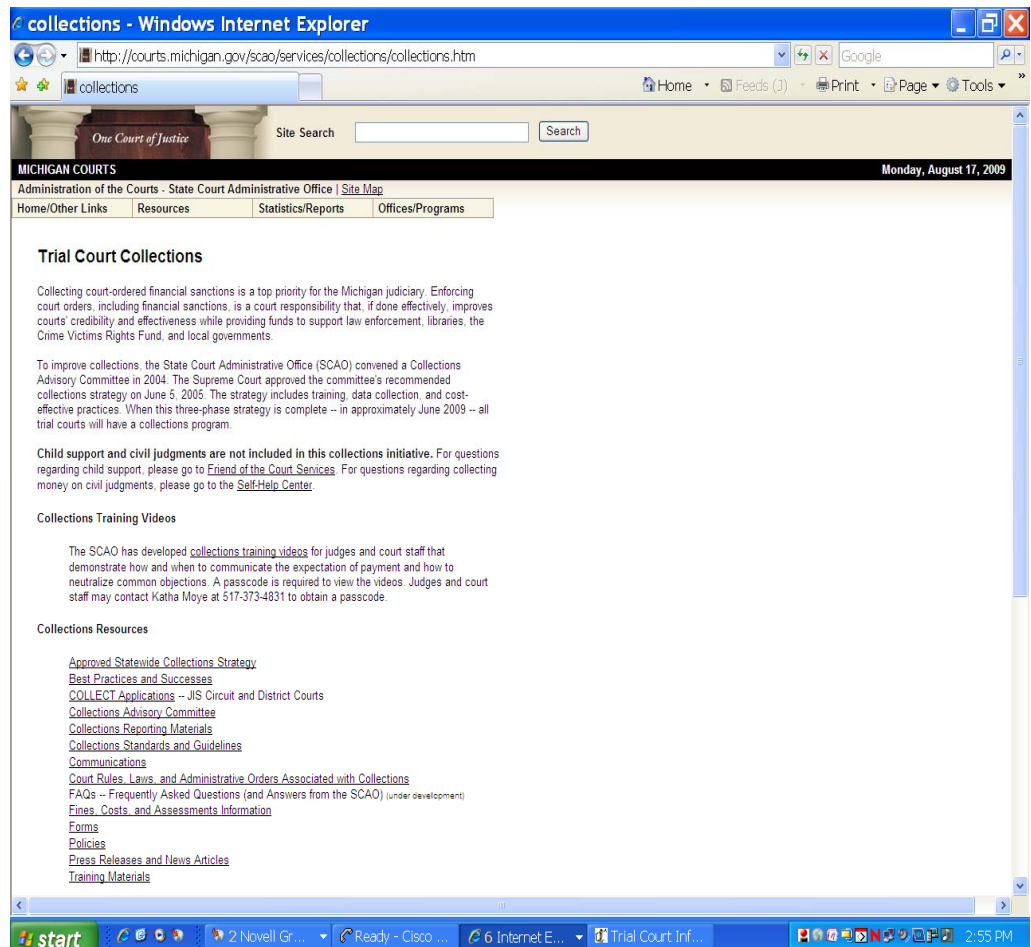 collections - Windows Internet Explorer
http://courts.michigan.gov/scao/services/collections/collections.htm
Google
collections
Home
Feeds (J)
Print
Page
Tools
»
One Court of Justice
Site Search
Search
MICHIGAN COURTS
Monday, August 17, 2009
Administration of the Courts - State Court Administrative Office | Site Map
Home/Other Links Resources Statistics/Reports Offices/Programs
Trial Court Collections
Collecting court-ordered financial sanctions is a top priority for the Michigan judiciary. Enforcing
court orders, including financial sanctions, is a court responsibility that, if done effectively, improves
courts' credibility and effectiveness while providing funds to support law enforcement, libraries, the
Crime Victims Rights Fund, and local governments.
To improve collections, the State Court Administrative Office (SCAO) convened a Collections
Advisory Committee in 2004. The Supreme Court approved the committee's recommended
collections strategy on June 5, 2005. The strategy includes training, data collection, and cost-
effective practices. When this three-phase strategy is complete -- in approximately June 2009 -- all
trial courts will have a collections program.
Child support and civil judgments are not included in this collections initiative. For questions
regarding child support, please go to Friend of the Court Services. For questions regarding collecting
money on civil judgments, please go to the Self-Help Center.
Collections Training Videos
The SCAO has developed collections training videos for judges and court staff that
demonstrate how and when to communicate the expectation of payment and how to
neutralize common objections. A passcode is required to view the videos. Judges and court
staff may contact Katha Moye at 517-373-4831 to obtain a passcode.
Collections Resources
Approved Statewide Collections Strategy
Best Practices and Successes
COLLECT Applications -- JIS Circuit and District Courts
Collections Advisory Committee
Collections Reporting Materials
Collections Standards and Guidelines
Communications
Court Rules, Laws, and Administrative Orders Associated with Collections
FAQs -- Frequently Asked Questions (and Answers from the SCAO) (under development)
Fines, Costs, and Assessments Information
Forms
Policies
Press Releases and News Articles
Training Materials
start
2 Novell Gr...
Ready - Cisco ...
6 Internet E...
Trial Court Inf...
2:55 PM